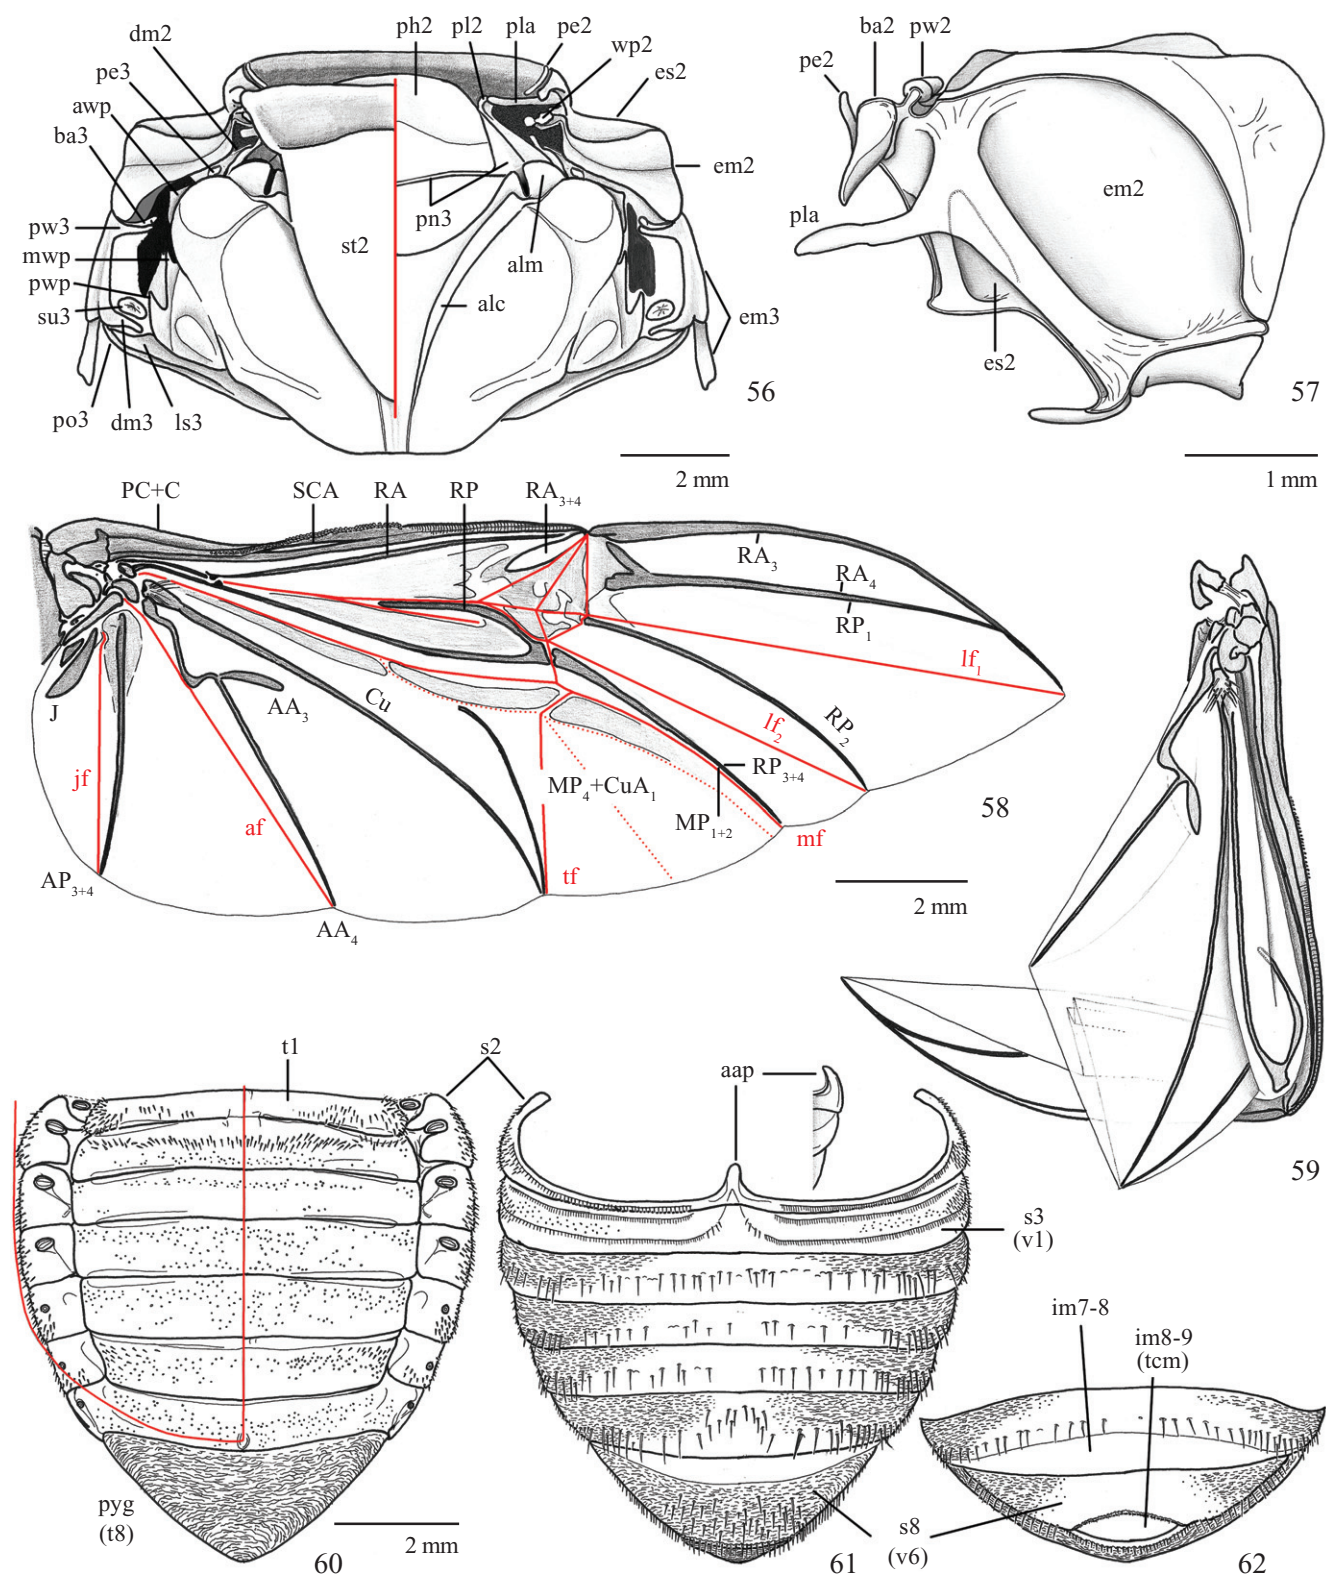 dm2
pe3
awp
ba3
pw3
mwp
pwp
su3
po3
dm3
ls3
ph2
pl2
pla
pe2
wp2
es2
em2
pn3
st2
alm
alc
em3
56
2 mm
pe2
ba2
pw2
pla
em2
es2
57
1 mm
PC+C
SCA
RA
RP
RA3+4
RA3
RA4
RP1
lf1
J
AA3
Cu
lf2
RP2
jf
af
MP4+CuA1
RP3+4
MP1+2
mf
58
AP3+4
AA4
tf
2 mm
59
t1
s2
pyg
(t8)
2 mm
60
aap
s3
(v1)
s8
(v6)
61
im7-8
im8-9
(tcm)
62